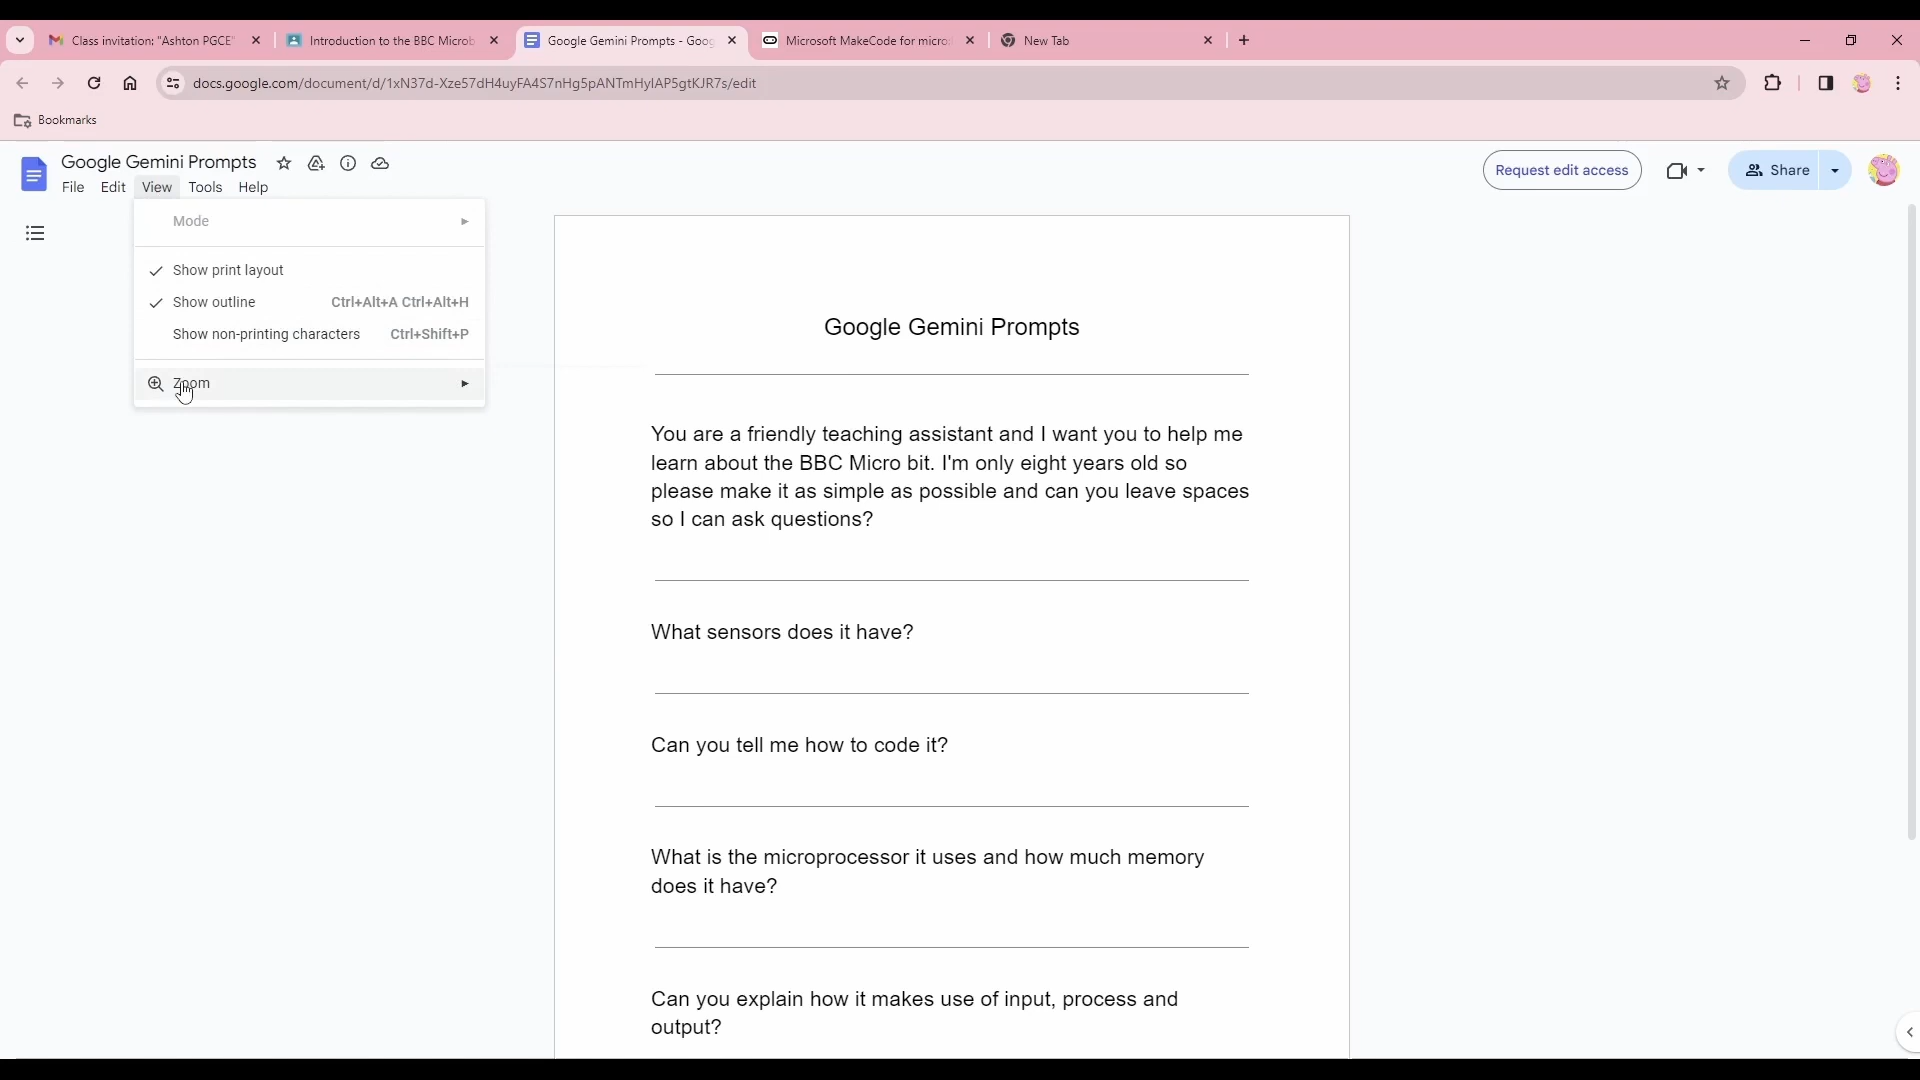 Class invitation: "Ashton PGCE"
Introduction to the BBC Microb
Google Gemini Prompts - Goog
Microsoft MakeCode for micro:
New Tab
docs.google.com/document/d/1xN37d-Xze57dH4uyFA4S7nHg5pANTmHyIAP5gtKJR7s/edit
Bookmarks
Google Gemini Prompts
File Edit View Tools Help
Request edit access
Share
Mode
Show print layout
Show outline Ctrl+Alt+A Ctrl+Alt+H
Show non-printing characters Ctrl+Shift+P
Zoom
Google Gemini Prompts
You are a friendly teaching assistant and I want you to help me
learn about the BBC Micro bit. I'm only eight years old so
please make it as simple as possible and can you leave spaces
so I can ask questions?
What sensors does it have?
Can you tell me how to code it?
What is the microprocessor it uses and how much memory
does it have?
Can you explain how it makes use of input, process and
output?